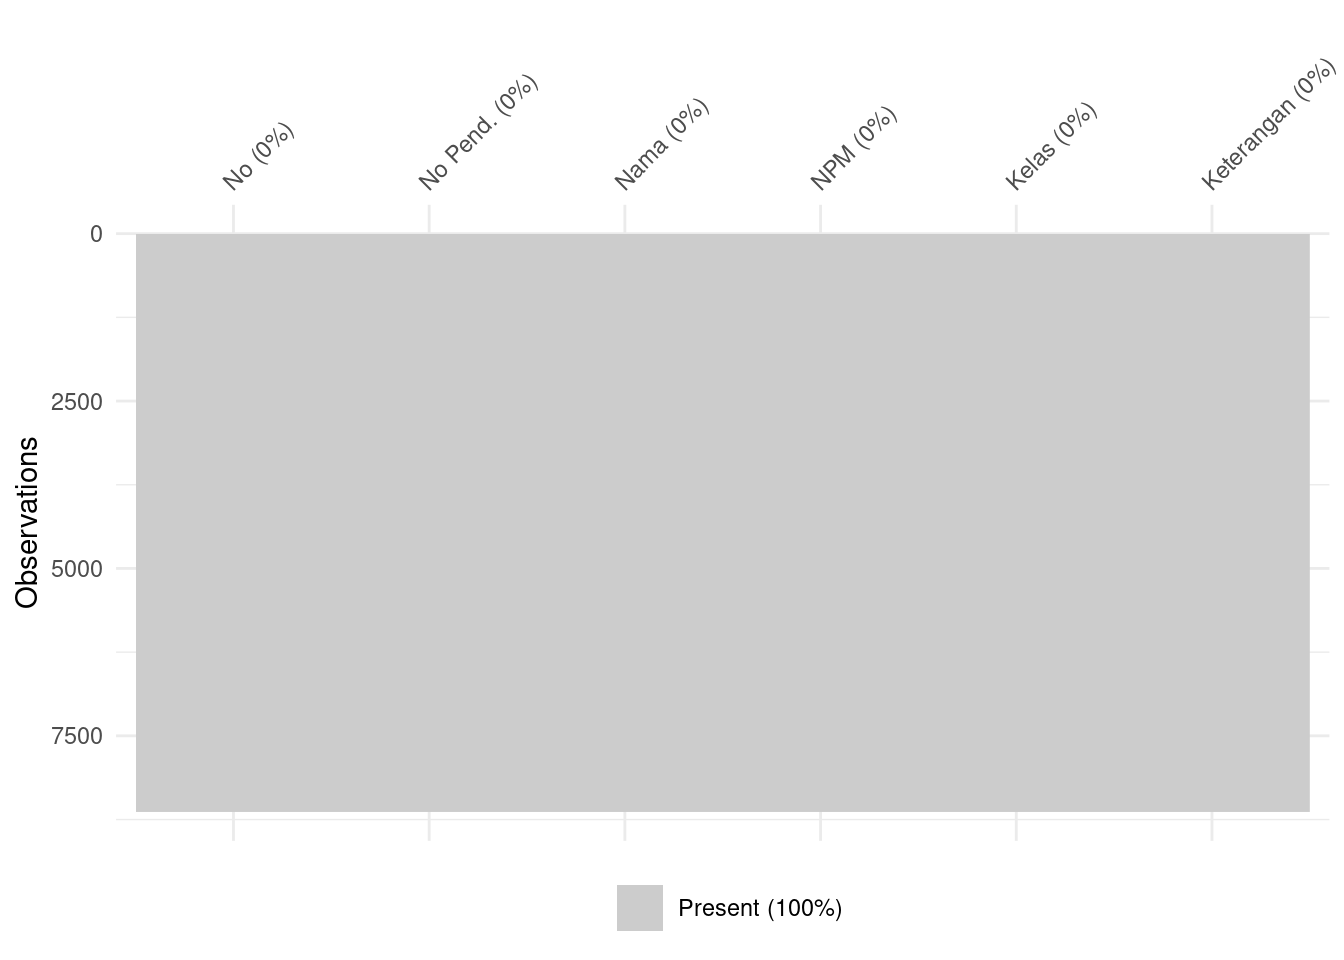 No (0%)
No Pend. (0%)
Nama (0%)
NPM (0%)
Kelas (0%)
Keterangan (0%)
0
2500
5000
7500
Observations
Present (100%)